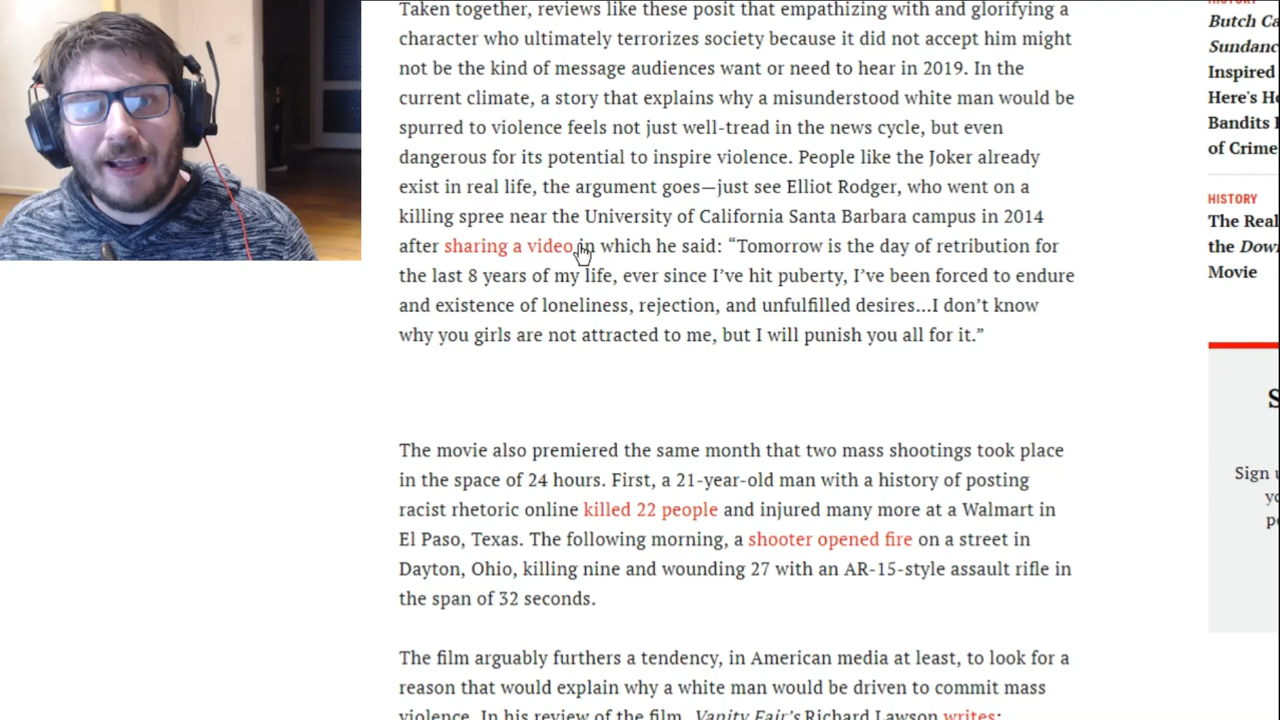 Taken together, reviews like these posit that empathizing with and glorifying a
character who ultimately terrorizes society because it did not accept him might
not be the kind of message audiences want or need to hear in 2019. In the
current climate, a story that explains why a misunderstood white man would be
spurred to violence feels not just well-tread in the news cycle, but even
dangerous for its potential to inspire violence. People like the Joker already
exist in real life, the argument goes—just see Elliot Rodger, who went on a
killing spree near the University of California Santa Barbara campus in 2014
after sharing a video in which he said: “Tomorrow is the day of retribution for
the last 8 years of my life, ever since I’ve hit puberty, I’ve been forced to endure
and existence of loneliness, rejection, and unfulfilled desires…I don’t know
why you girls are not attracted to me, but I will punish you all for it.”
The movie also premiered the same month that two mass shootings took place
in the space of 24 hours. First, a 21-year-old man with a history of posting
racist rhetoric online killed 22 people and injured many more at a Walmart in
El Paso, Texas. The following morning, a shooter opened fire on a street in
Dayton, Ohio, killing nine and wounding 27 with an AR-15-style assault rifle in
the span of 32 seconds.
The film arguably furthers a tendency, in American media at least, to look for a
reason that would explain why a white man would be driven to commit mass
violence. In his review of the film, Vanity Fair’s Richard Lawson writes:
HISTORY
Butch Ca
Sundanc
Inspired
Here's Ho
Bandits
of Crime
HISTORY
The Real
the Dow
Movie
S
Sign u
yo
p